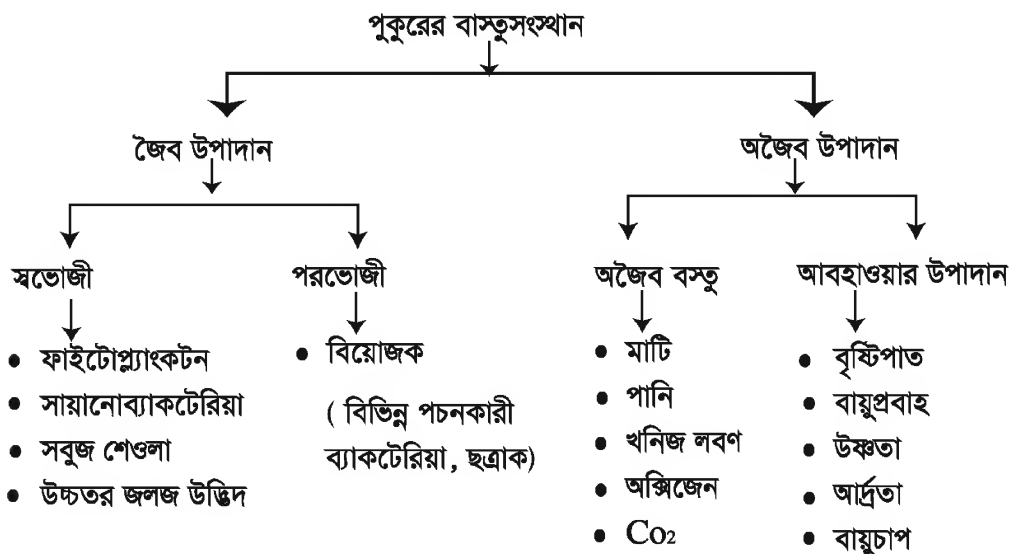 পুকুরের বাস্তুসংস্থান
জৈব উপাদান
অজৈব উপাদান
স্বভোজী
পরভোজী
অজৈব বস্তু
আবহাওয়ার উপাদান
• ফাইটোপ্ল্যাংকটন
• সায়ানোব্যাকটেরিয়া
• সবুজ শেওলা
• উচ্চতর জলজ উদ্ভিদ
• বিয়োজক
( বিভিন্ন পচনকারী
ব্যাকটেরিয়া, ছত্রাক)
• মাটি
• পানি
• খনিজ লবণ
• অক্সিজেন
• Co₂
• বৃষ্টিপাত
• বায়ুপ্রবাহ
• উষ্ণতা
• আর্দ্রতা
• বায়ুচাপ